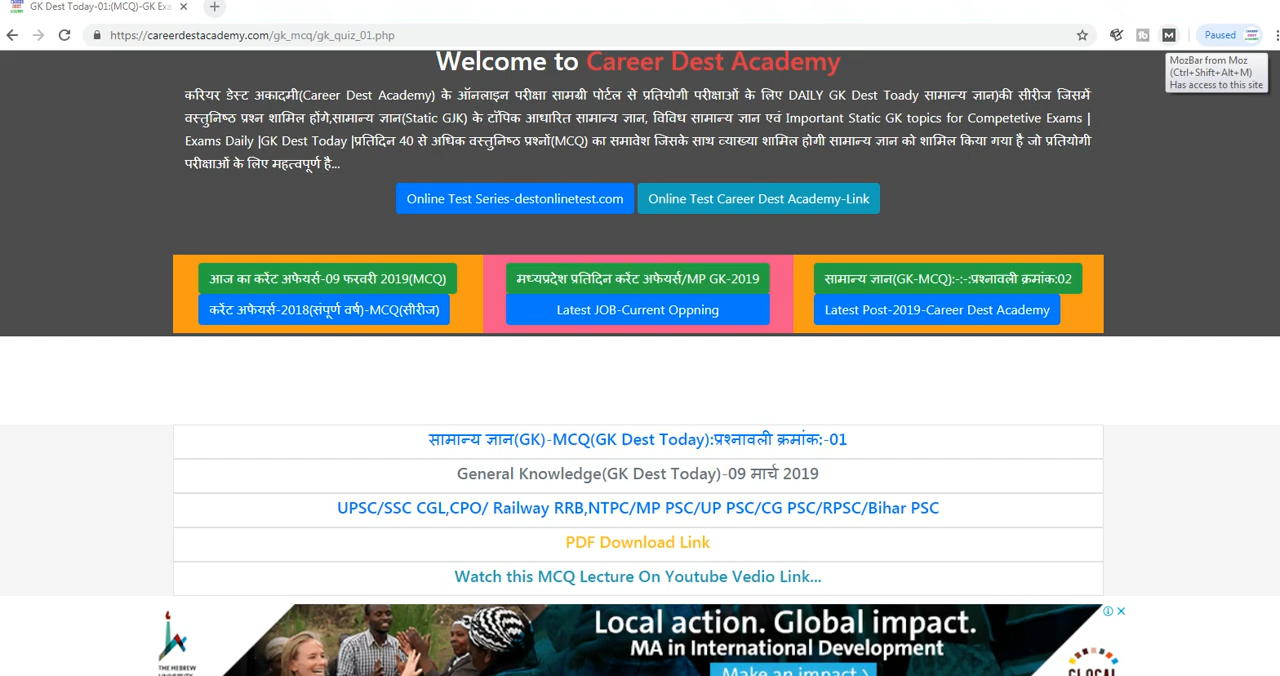 GK Dest Today-01:(MCQ)-GK Exa
https://careerdestacademy.com/gk_mcq/gk_quiz_01.php
Paused
MozBar from Moz
(Ctrl+Shift+Alt+M)
Has access to this site
Welcome to Career Dest Academy
करियर डेस्ट अकादमी(Career Dest Academy) के ऑनलाइन परीक्षा सामग्री पोर्टल से प्रतियोगी परीक्षाओं के लिए DAILY GK Dest Toady सामान्य ज्ञान)की सीरीज जिसमें
वस्तुनिष्ठ प्रश्न शामिल होंगे,सामान्य ज्ञान(Static GJK) के टॉपिक आधारित सामान्य ज्ञान, विविध सामान्य ज्ञान एवं Important Static GK topics for Competetive Exams |
Exams Daily |GK Dest Today |प्रतिदिन 40 से अधिक वस्तुनिष्ठ प्रश्नों(MCQ) का समावेश जिसके साथ व्याख्या शामिल होगी सामान्य ज्ञान को शामिल किया गया है जो प्रतियोगी
परीक्षाओं के लिए महत्वपूर्ण है...
Online Test Series-destonlinetest.com Online Test Career Dest Academy-Link
आज का करेंट अफेयर्स-09 फरवरी 2019(MCQ) मध्यप्रदेश प्रतिदिन करेंट अफेयर्स/MP GK-2019 सामान्य ज्ञान(GK-MCQ):-:-:प्रश्नावली क्रमांक:02
करेंट अफेयर्स-2018(संपूर्ण वर्ष)-MCQ(सीरीज) Latest JOB-Current Oppning Latest Post-2019-Career Dest Academy
सामान्य ज्ञान(GK)-MCQ(GK Dest Today):प्रश्नावली क्रमांक:-01
General Knowledge(GK Dest Today)-09 मार्च 2019
UPSC/SSC CGL,CPO/ Railway RRB,NTPC/MP PSC/UP PSC/CG PSC/RPSC/Bihar PSC
PDF Download Link
Watch this MCQ Lecture On Youtube Vedio Link...
Local action. Global impact.
MA in International Development
THE HEBREW
Make an impact